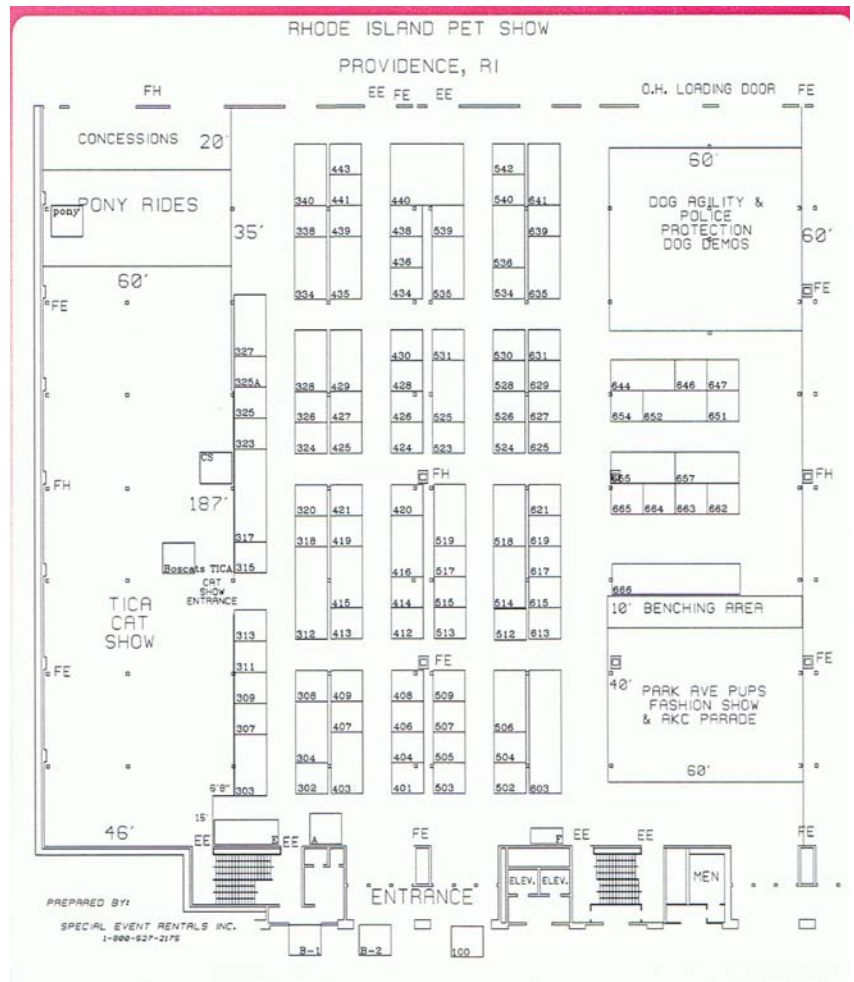 RHODE ISLAND PET SHOW
PROVIDENCE, RI
FH
EE FE EE
O.H. LOADING DOOR
FE
CONCESSIONS 20'
PONY RIDES
pony
35'
60'
443
340 441
338 439
334 435
440
438 539
436
434 535
542
540 641
639
536
534 635
60'
DOG AGILITY &
POLICE
PROTECTION
DOG DEMOS
60'
FE
FE
327
325A
325
323
CS
187'
317
Boscats TICA 315
CAT
SHOW
ENTRANCE
FH
TICA
CAT
SHOW
328 429
326 427
324 425
430 531
428
426 525
424 523
530 631
528 629
526 627
524 625
644 646 647
654 652 651
FH
FH
665 657
665 664 663 662
320 421
318 419
415
312 413
420
519
416 517
414 515
412 513
621
518 619
617
514 615
512 613
666
10' BENCHING AREA
FE
313
311
309
307
303
FE
FE
308 409
407
304
302 403
408 509
406 507
404 505
401 503
506
504
502 603
40'
PARK AVE PUPS
FASHION SHOW
& AKC PARADE
60'
6'8"
15'
46'
EE E EE
A
FE
F
EE
EE
FE
ELEV. ELEV.
MEN
ENTRANCE
PREPARED BY:
SPECIAL EVENT RENTALS INC.
1-800-527-2175
B-1
B-2
100